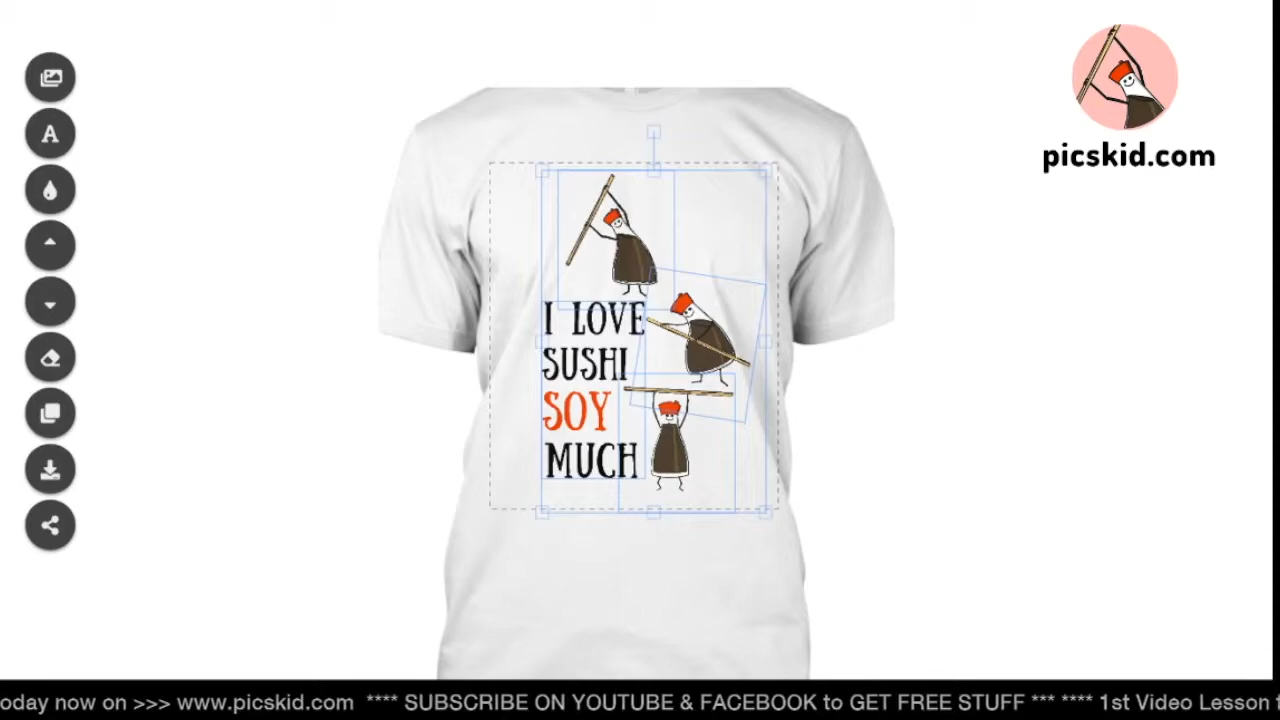 picskid.com
I LOVE
SUSHI
SOY
MUCH
oday now on >>> www.picskid.com **** SUBSCRIBE ON YOUTUBE & FACEBOOK to GET FREE STUFF *** **** 1st Video Lesson